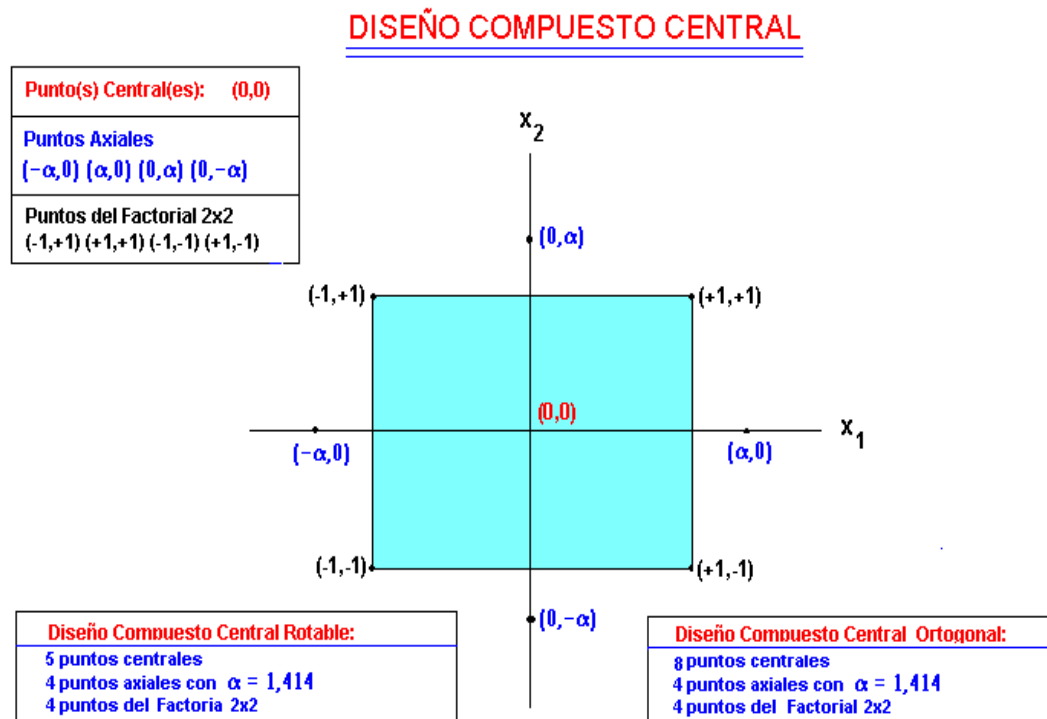 DISEÑO COMPUESTO CENTRAL
Punto(s) Central(es): (0,0)
Puntos Axiales
(−α,0) (α,0) (0,α) (0,−α)
Puntos del Factorial 2x2
(-1,+1) (+1,+1) (-1,-1) (+1,-1)
x2
(0,α)
(-1,+1)
(+1,+1)
(0,0)
x1
(−α,0)
(α,0)
(-1,-1)
(+1,-1)
(0,−α)
Diseño Compuesto Central Rotable:
5 puntos centrales
4 puntos axiales con α = 1,414
4 puntos del Factoria 2x2
Diseño Compuesto Central Ortogonal:
8 puntos centrales
4 puntos axiales con α = 1,414
4 puntos del Factorial 2x2